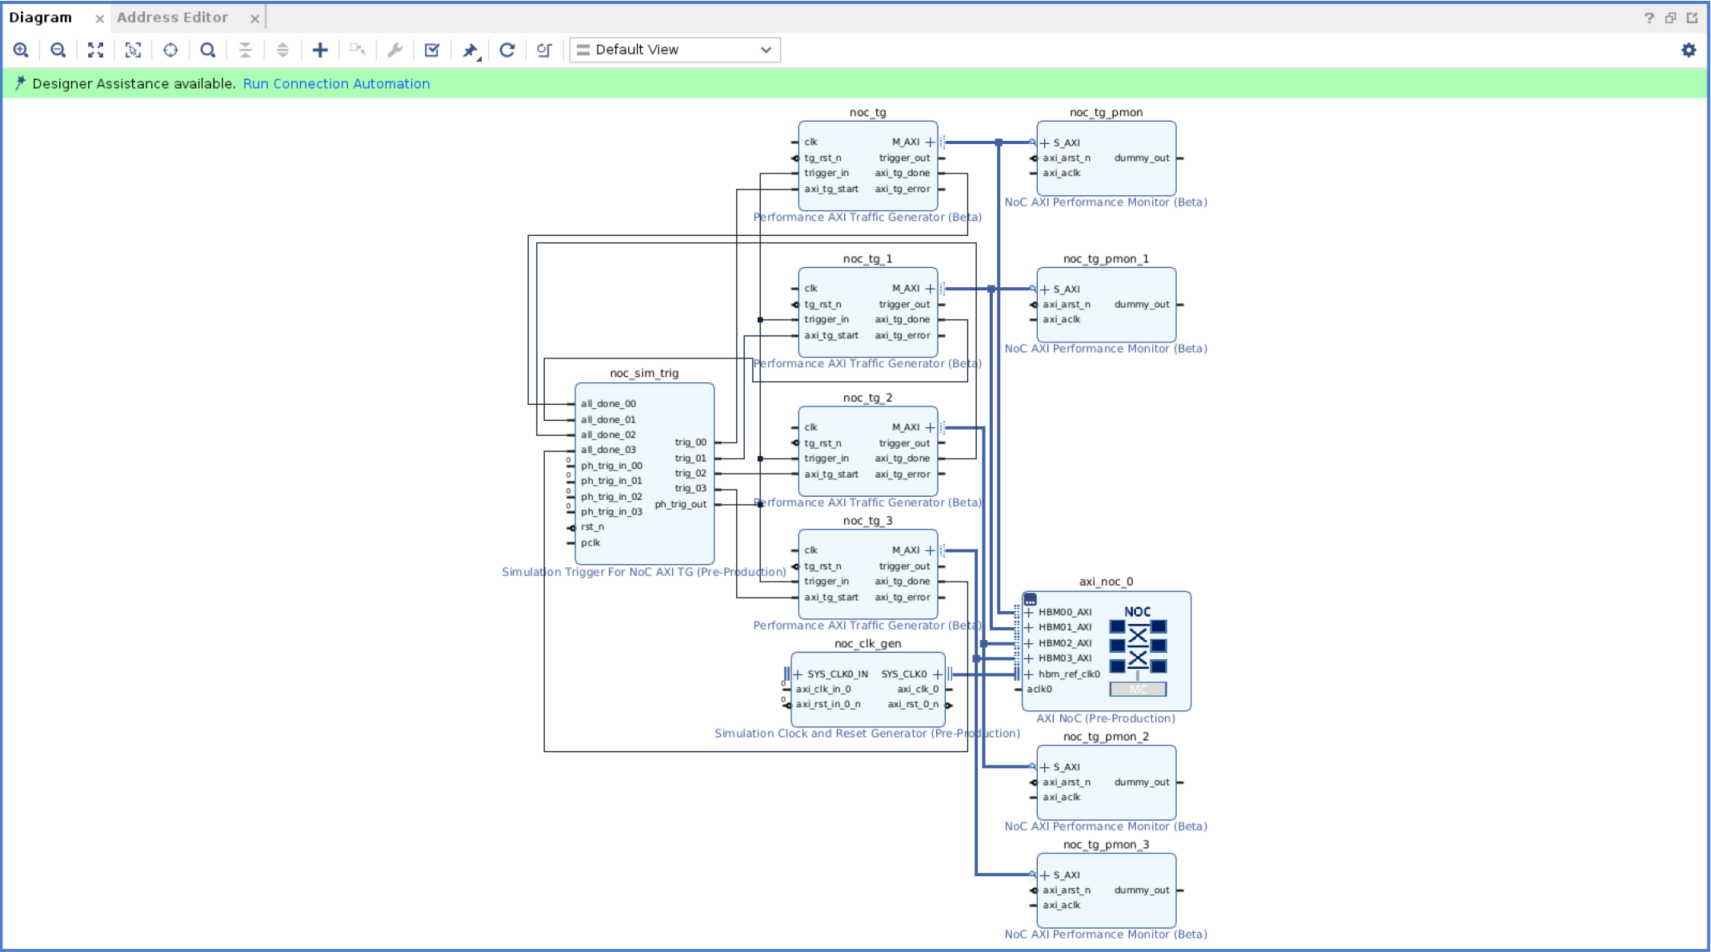 Diagram
Address Editor
Default View
Designer Assistance available. Run Connection Automation
noc_tg
clk M_AXI
tg_rst_n trigger_out
trigger_in axi_tg_done
axi_tg_start axi_tg_error
Performance AXI Traffic Generator (Beta)
noc_tg_pmon
S_AXI
axi_arst_n dummy_out
axi_aclk
NoC AXI Performance Monitor (Beta)
noc_tg_1
clk M_AXI
tg_rst_n trigger_out
trigger_in axi_tg_done
axi_tg_start axi_tg_error
Performance AXI Traffic Generator (Beta)
noc_tg_pmon_1
S_AXI
axi_arst_n dummy_out
axi_aclk
NoC AXI Performance Monitor (Beta)
noc_sim_trig
all_done_00
all_done_01
all_done_02
all_done_03
ph_trig_in_00
ph_trig_in_01
ph_trig_in_02
ph_trig_in_03
rst_n
pclk
trig_00
trig_01
trig_02
trig_03
ph_trig_out
0
0
0
0
Simulation Trigger For NoC AXI TG (Pre-Production)
noc_tg_2
clk M_AXI
tg_rst_n trigger_out
trigger_in axi_tg_done
axi_tg_start axi_tg_error
Performance AXI Traffic Generator (Beta)
noc_tg_3
clk M_AXI
tg_rst_n trigger_out
trigger_in axi_tg_done
axi_tg_start axi_tg_error
Performance AXI Traffic Generator (Beta)
noc_clk_gen
SYS_CLK0_IN SYS_CLK0
axi_clk_in_0 axi_clk_0
axi_rst_in_0_n axi_rst_0_n
0
0
Simulation Clock and Reset Generator (Pre-Production)
axi_noc_0
HBM00_AXI
HBM01_AXI
HBM02_AXI
HBM03_AXI
hbm_ref_clk0
aclk0
NOC
MC
AXI NoC (Pre-Production)
noc_tg_pmon_2
S_AXI
axi_arst_n dummy_out
axi_aclk
NoC AXI Performance Monitor (Beta)
noc_tg_pmon_3
S_AXI
axi_arst_n dummy_out
axi_aclk
NoC AXI Performance Monitor (Beta)